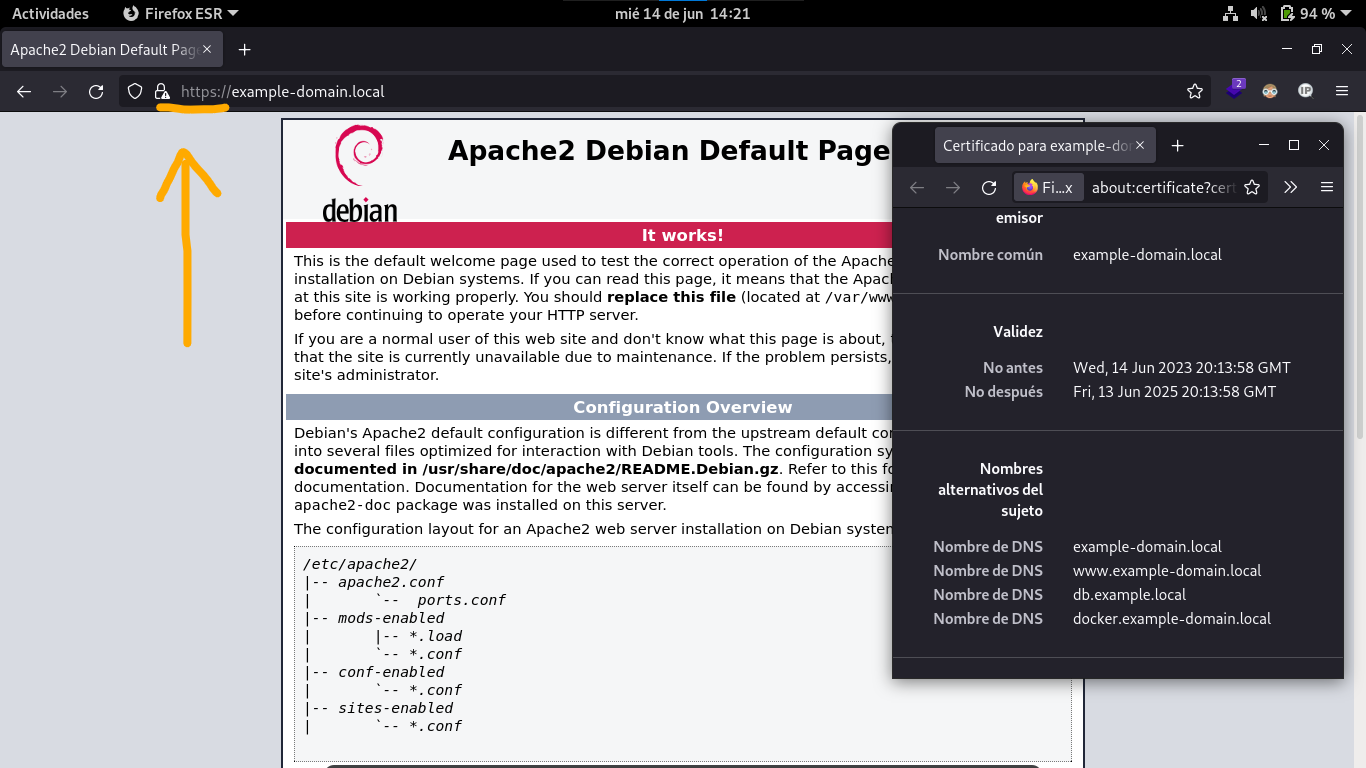 Actividades
Firefox ESR
mié 14 de jun 14:21
94 %
Apache2 Debian Default Pag
https://example-domain.local
2
IP
debian
Apache2 Debian Default Page
It works!
This is the default welcome page used to test the correct operation of the Apache
installation on Debian systems. If you can read this page, it means that the Apac
at this site is working properly. You should replace this file (located at /var/www
before continuing to operate your HTTP server.
If you are a normal user of this web site and don't know what this page is about,
that the site is currently unavailable due to maintenance. If the problem persists,
site's administrator.
Configuration Overview
Debian's Apache2 default configuration is different from the upstream default co
into several files optimized for interaction with Debian tools. The configuration sy
documented in /usr/share/doc/apache2/README.Debian.gz. Refer to this fo
documentation. Documentation for the web server itself can be found by accessi
apache2-doc package was installed on this server.
The configuration layout for an Apache2 web server installation on Debian system
/etc/apache2/
|-- apache2.conf
|       `--  ports.conf
|-- mods-enabled
|       |-- *.load
|       `-- *.conf
|-- conf-enabled
|       `-- *.conf
|-- sites-enabled
|       `-- *.conf
Certificado para example-do
Fi...x
about:certificate?cert
emisor
Nombre común example-domain.local
Validez
No antes Wed, 14 Jun 2023 20:13:58 GMT
No después Fri, 13 Jun 2025 20:13:58 GMT
Nombres
alternativos del
sujeto
Nombre de DNS example-domain.local
Nombre de DNS www.example-domain.local
Nombre de DNS db.example.local
Nombre de DNS docker.example-domain.local